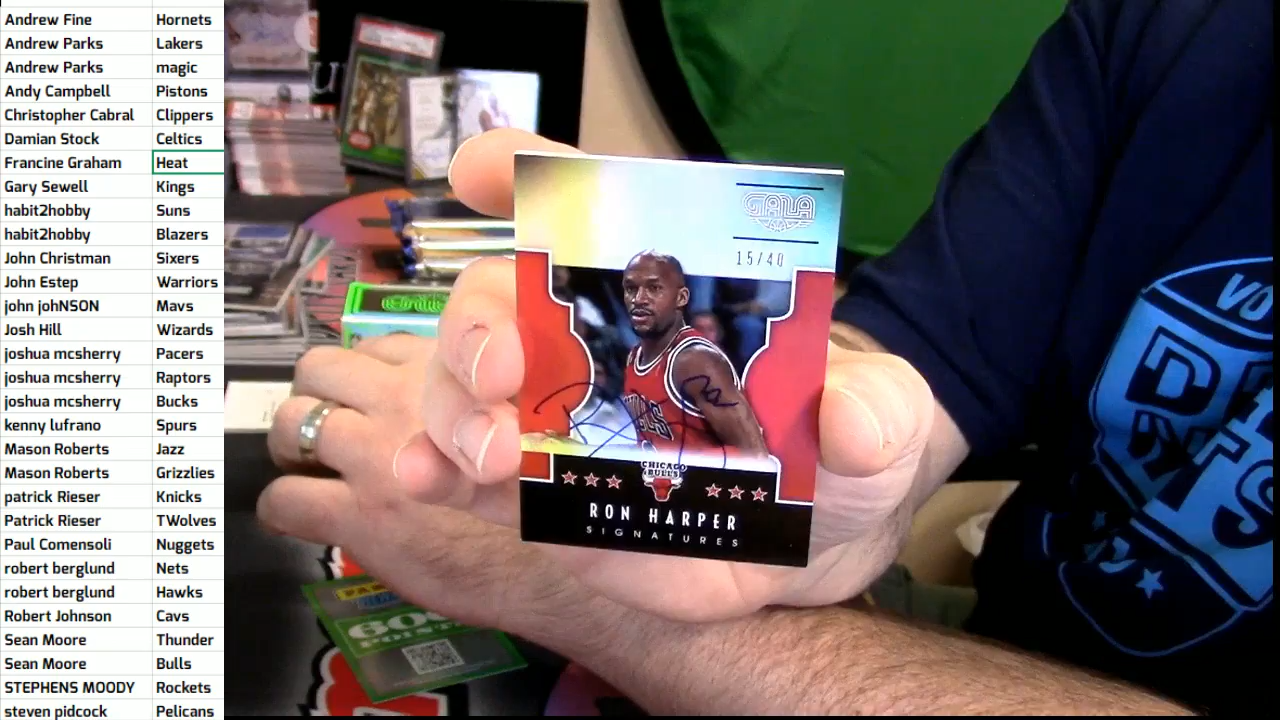 Andrew Fine Hornets
Andrew Parks Lakers
Andrew Parks magic
Andy Campbell Pistons
Christopher Cabral Clippers
Damian Stock Celtics
Francine Graham Heat
Gary Sewell Kings
habit2hobby Suns
habit2hobby Blazers
John Christman Sixers
John Estep Warriors
john johNSON Mavs
Josh Hill Wizards
joshua mcsherry Pacers
joshua mcsherry Raptors
joshua mcsherry Bucks
kenny lufrano Spurs
Mason Roberts Jazz
Mason Roberts Grizzlies
patrick Rieser Knicks
Patrick Rieser TWolves
Paul Comensoli Nuggets
robert berglund Nets
robert berglund Hawks
Robert Johnson Cavs
Sean Moore Thunder
Sean Moore Bulls
STEPHENS MOODY Rockets
steven pidcock Pelicans
GALA
15/40
CHICAGO
BULLS
RON HARPER
SIGNATURES
POINTS